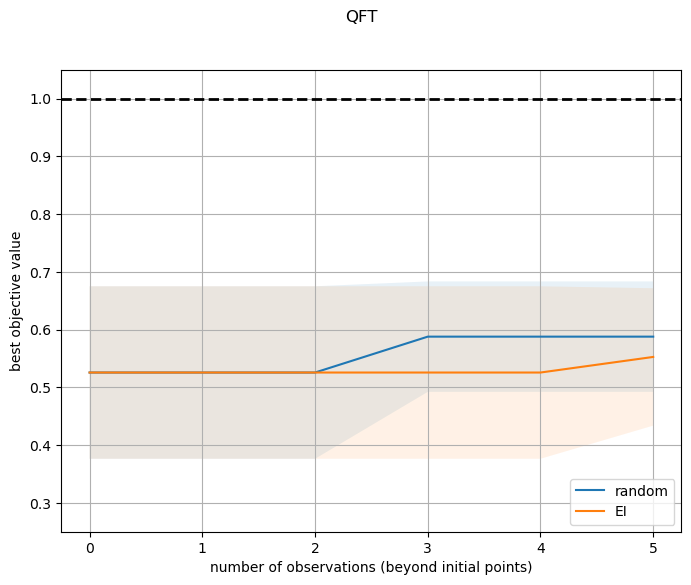 QFT
1.0
0.9
0.8
0.7
0.6
0.5
0.4
0.3
best objective value
0 1 2 3 4 5
number of observations (beyond initial points)
random
EI